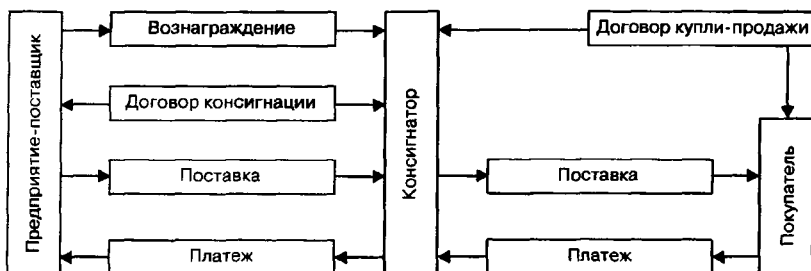 Вознаграждение
Договор купли-продажи
Предприятие-поставщик
Договор консигнации
Консигнатор
Поставка
Поставка
Покупатель
Платеж
Платеж